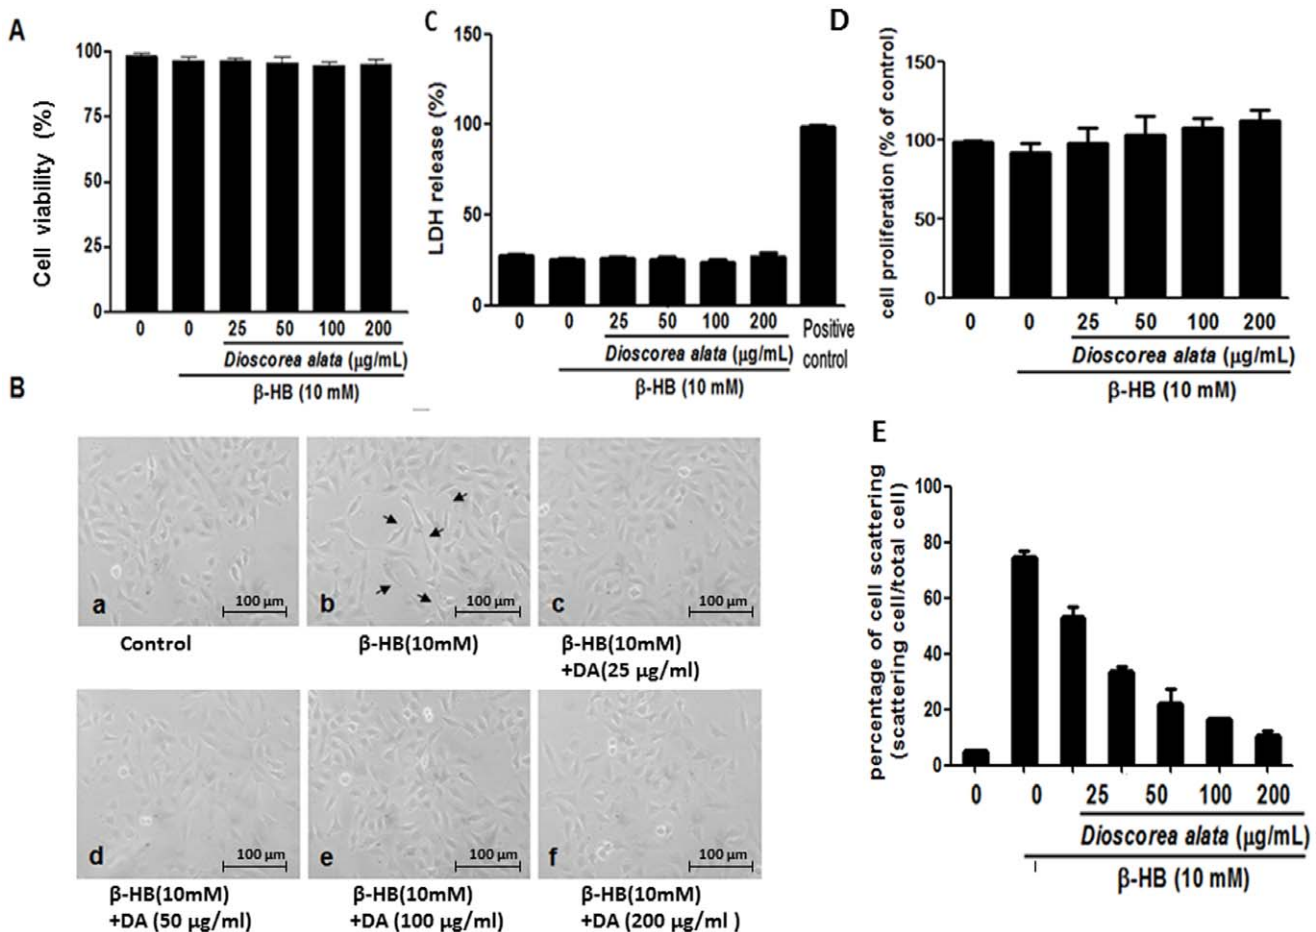 A
Cell viability (%)
100
75
50
25
0
0 0 25 50 100 200
Dioscorea alata (μg/mL)
β-HB (10 mM)
C
LDH release (%)
150
100
50
0
0 0 25 50 100 200 Positive control
Dioscorea alata (μg/mL)
β-HB (10 mM)
D
cell proliferation (% of control)
150
100
50
0
0 0 25 50 100 200
Dioscorea alata (μg/mL)
β-HB (10 mM)
B
a 100 μm
b 100 μm
c 100 μm
Control
β-HB(10mM)
β-HB(10mM)
+DA(25 μg/ml)
d 100 μm
e 100 μm
f 100 μm
β-HB(10mM)
+DA (50 μg/ml)
β-HB(10mM)
+DA (100 μg/ml)
β-HB(10mM)
+DA (200 μg/ml )
E
percentage of cell scattering
(scattering cell/total cell)
100
80
60
40
20
0
0 0 25 50 100 200
Dioscorea alata (μg/mL)
β-HB (10 mM)